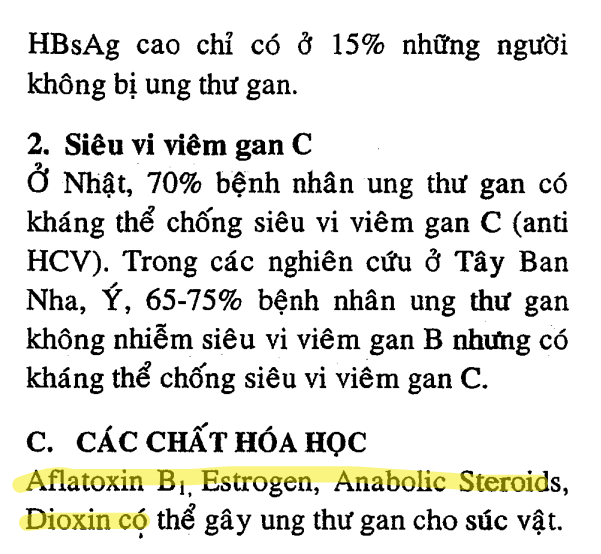 HBsAg cao chỉ có ở 15% những người
không bị ung thư gan.
2. Siêu vi viêm gan C
Ở Nhật, 70% bệnh nhân ung thư gan có
kháng thể chống siêu vi viêm gan C (anti
HCV). Trong các nghiên cứu ở Tây Ban
Nha, Ý, 65-75% bệnh nhân ung thư gan
không nhiễm siêu vi viêm gan B nhưng có
kháng thể chống siêu vi viêm gan C.
C. CÁC CHẤT HÓA HỌC
Aflatoxin B₁, Estrogen, Anabolic Steroids,
Dioxin có thể gây ung thư gan cho súc vật.